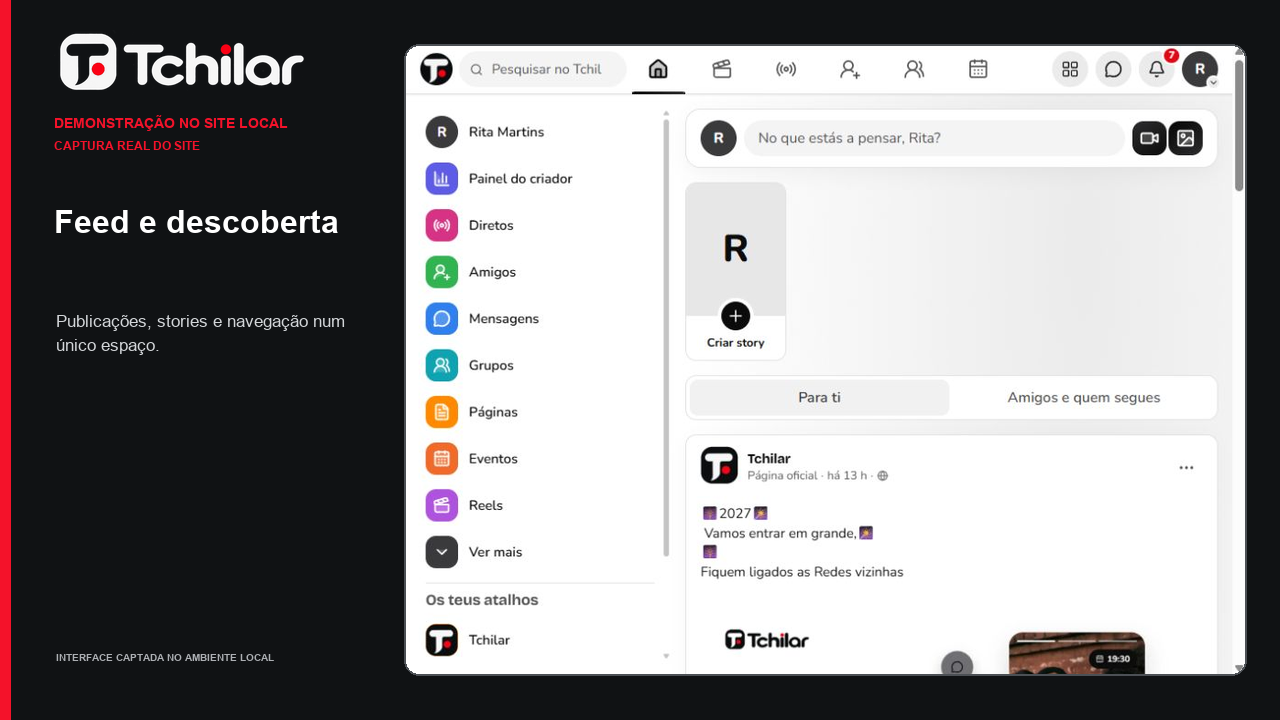 Tchilar
DEMONSTRAÇÃO NO SITE LOCAL
CAPTURA REAL DO SITE
Feed e descoberta
Publicações, stories e navegação num
único espaço.
INTERFACE CAPTADA NO AMBIENTE LOCAL
Pesquisar no Tchil
7
R
R
Rita Martins
Painel do criador
Diretos
Amigos
Mensagens
Grupos
Páginas
Eventos
Reels
Ver mais
Os teus atalhos
Tchilar
R
No que estás a pensar, Rita?
R
Criar story
Para ti
Amigos e quem segues
Tchilar
Página oficial · há 13 h ·
🎆2027🎇
Vamos entrar em grande,🎇
🎆
Fiquem ligados as Redes vizinhas
Tchilar
19:30